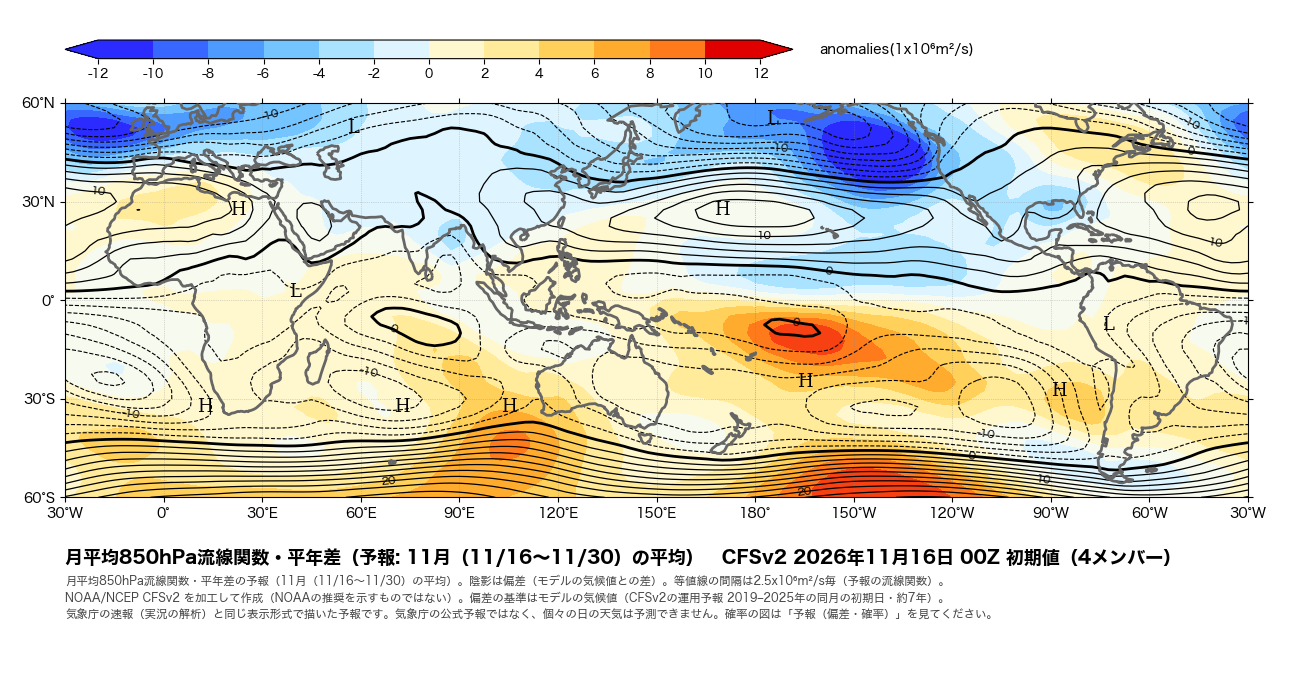 anomalies(1x10⁶m²/s)
-12 -10 -8 -6 -4 -2 0 2 4 6 8 10 12
60°N
30°N
0°
30°S
60°S
30°W 0° 30°E 60°E 90°E 120°E 150°E 180° 150°W 120°W 90°W 60°W 30°W
L L
H H
L L
H H H H H
月平均850hPa流線関数・平年差（予報: 11月（11/16〜11/30）の平均） CFSv2 2026年11月16日 00Z 初期値（4メンバー）
月平均850hPa流線関数・平年差の予報（11月（11/16〜11/30）の平均）。陰影は偏差（モデルの気候値との差）。等値線の間隔は2.5x10⁶m²/s毎（予報の流線関数）。
NOAA/NCEP CFSv2 を加工して作成（NOAAの推奨を示すものではない）。偏差の基準はモデルの気候値（CFSv2の運用予報 2019–2025年の同月の初期日・約7年）。
気象庁の速報（実況の解析）と同じ表示形式で描いた予報です。気象庁の公式予報ではなく、個々の日の天気は予測できません。確率の図は「予報（偏差・確率）」を見てください。